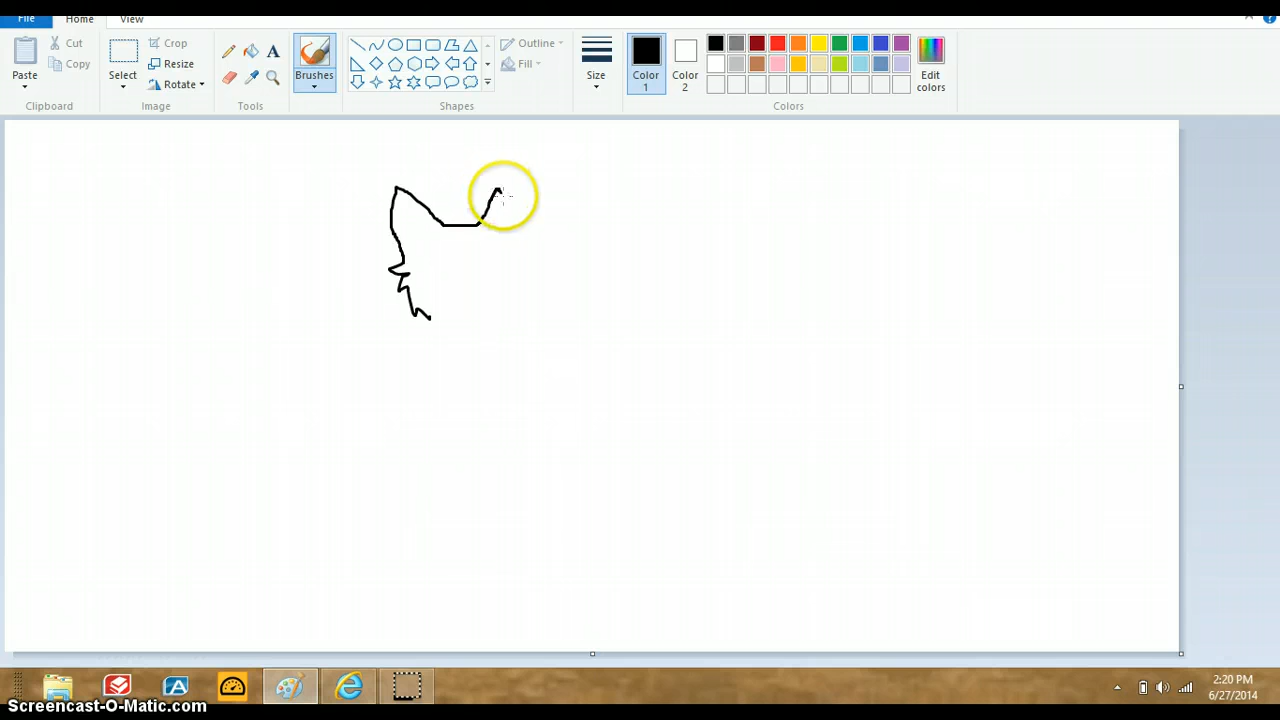 File Home View
Paste
Cut
Copy
Clipboard
Select
Crop
Resize
Rotate
Image
A
Tools
Brushes
Shapes
Outline
Fill
Size
Color
1
Color
2
Edit
colors
Colors
2:20 PM
6/27/2014
Screencast-O-Matic.com